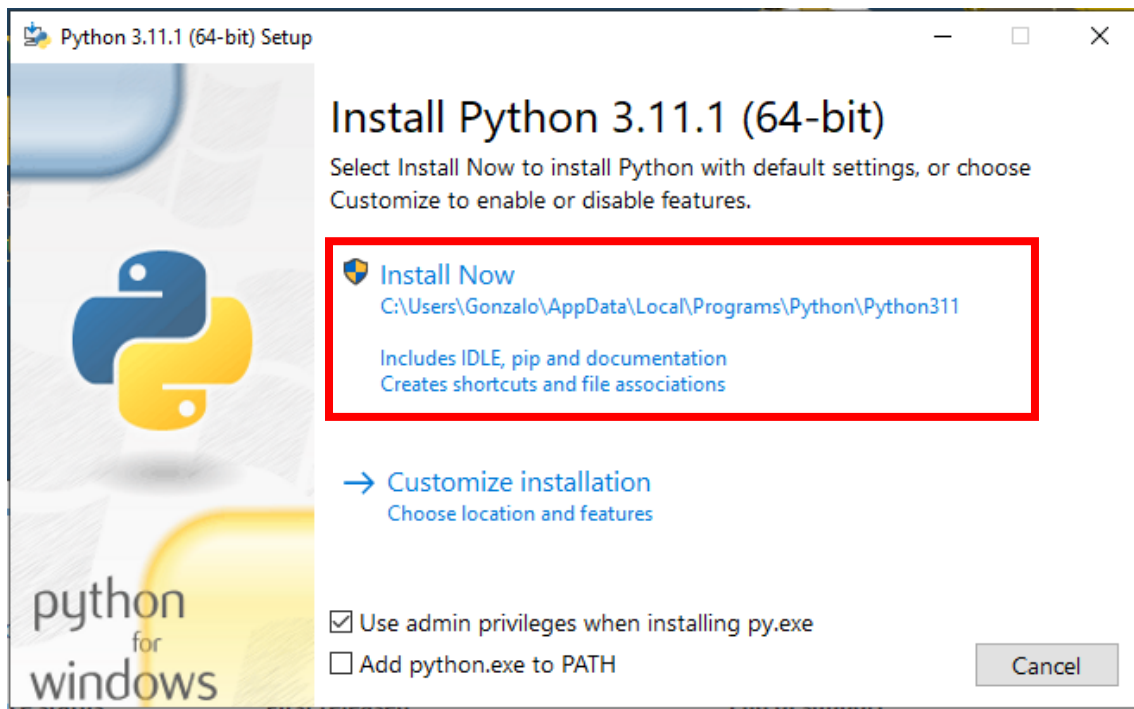 Python 3.11.1 (64-bit) Setup
Install Python 3.11.1 (64-bit)
Select Install Now to install Python with default settings, or choose
Customize to enable or disable features.
Install Now
C:\Users\Gonzalo\AppData\Local\Programs\Python\Python311
Includes IDLE, pip and documentation
Creates shortcuts and file associations
Customize installation
Choose location and features
python
for
windows
Use admin privileges when installing py.exe
Add python.exe to PATH
Cancel